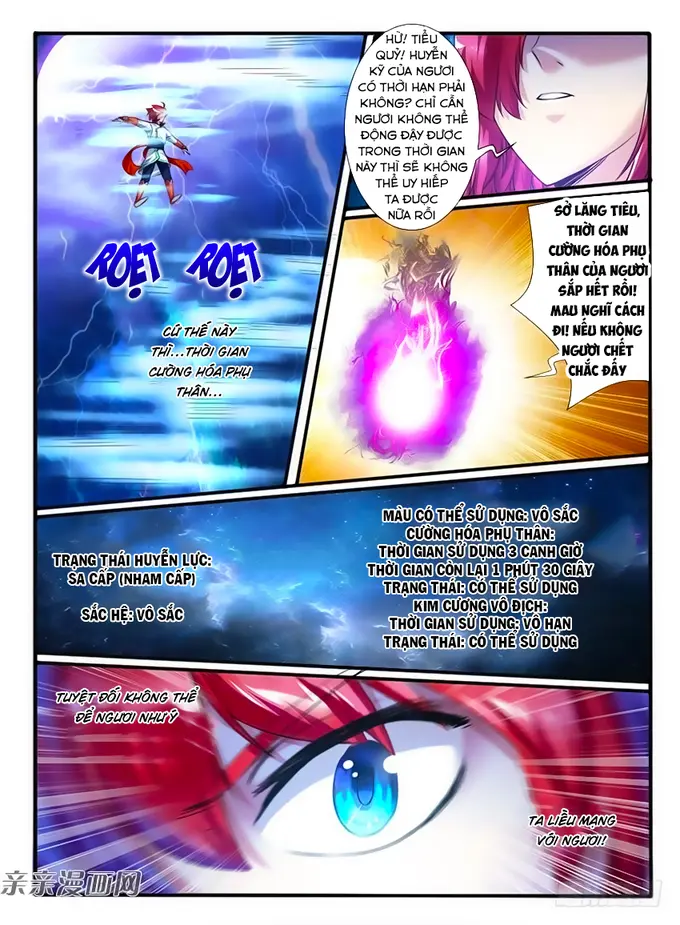 HỪ! TIỂU
QUỶ! HUYỄN
KỸ CỦA NGƯƠI
CÓ THỜI HẠN PHẢI
KHÔNG? CHỈ CẦN
NGƯƠI KHÔNG THỂ
ĐỘNG ĐẬY ĐƯỢC
TRONG THỜI GIAN
NÀY THÌ SẼ KHÔNG
THỂ UY HIẾP
TA ĐƯỢC
NỮA RỒI
SỞ LĂNG TIÊU,
THỜI GIAN
CƯỜNG HÓA PHỤ
THÂN CỦA NGƯƠI
SẮP HẾT RỒI!
MAU NGHĨ CÁCH
ĐI! NẾU KHÔNG
NGƯƠI CHẾT
CHẮC ĐẤY
ROẸT ROẸT
CỨ THẾ NÀY
THÌ...THỜI GIAN
CƯỜNG HÓA PHỤ
THÂN...
TRẠNG THÁI HUYỄN LỰC:
SA CẤP (NHAM CẤP)
SẮC HỆ: VÔ SẮC
MÀU CÓ THỂ SỬ DỤNG: VÔ SẮC
CƯỜNG HÓA PHỤ THÂN:
THỜI GIAN SỬ DỤNG 3 CANH GIỜ
THỜI GIAN CÒN LẠI 1 PHÚT 30 GIÂY
TRẠNG THÁI: CÓ THỂ SỬ DỤNG
KIM CƯƠNG VÔ ĐỊCH:
THỜI GIAN SỬ DỤNG: VÔ HẠN
TRẠNG THÁI: CÓ THỂ SỬ DỤNG
TUYỆT ĐỐI KHÔNG THỂ
ĐỂ NGƯƠI NHƯ Ý
TA LIỀU MẠNG
VỚI NGƯƠI!
亲亲漫画网